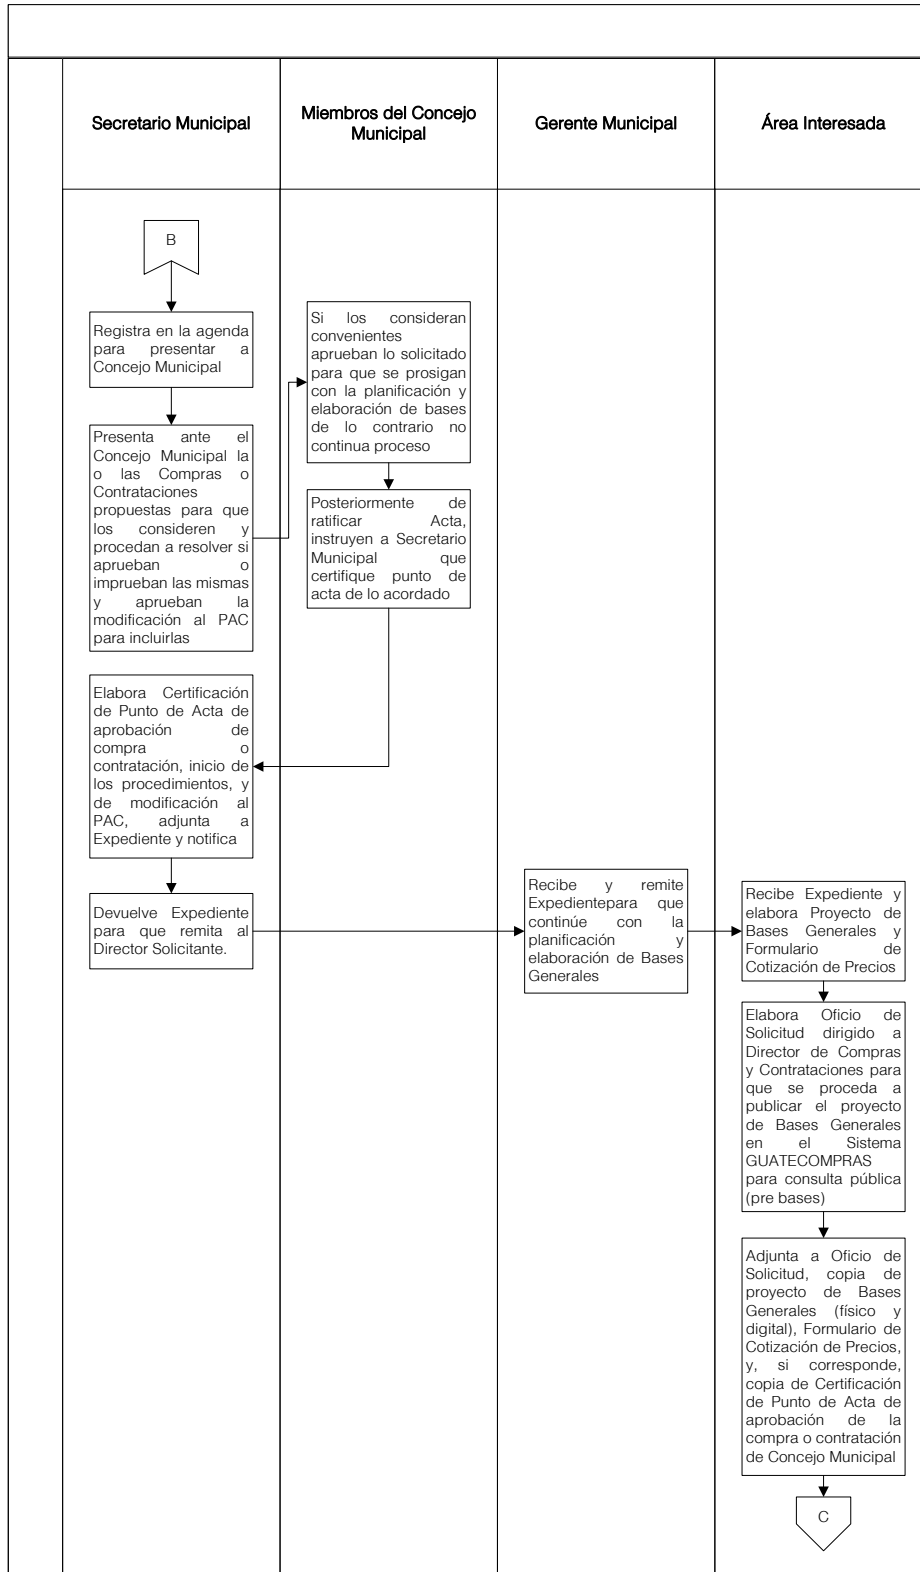 Secretario Municipal
Miembros del Concejo
Municipal
Gerente Municipal
Área Interesada
B
Registra en la agenda
para presentar a
Concejo Municipal
Presenta ante el
Concejo Municipal la
o las Compras o
Contrataciones
propuestas para que
los consideren y
procedan a resolver si
aprueban o
imprueban las mismas
y aprueban la
modificación al PAC
para incluirlas
Si los consideran
convenientes
aprueban lo solicitado
para que se prosigan
con la planificación y
elaboración de bases
de lo contrario no
continua proceso
Posteriormente de
ratificar Acta,
instruyen a Secretario
Municipal que
certifique punto de
acta de lo acordado
Elabora Certificación
de Punto de Acta de
aprobación de
compra o
contratación, inicio de
los procedimientos, y
de modificación al
PAC, adjunta a
Expediente y notifica
Devuelve Expediente
para que remita al
Director Solicitante.
Recibe y remite
Expedientepara que
continúe con la
planificación y
elaboración de Bases
Generales
Recibe Expediente y
elabora Proyecto de
Bases Generales y
Formulario de
Cotización de Precios
Elabora Oficio de
Solicitud dirigido a
Director de Compras
y Contrataciones para
que se proceda a
publicar el proyecto
de Bases Generales
en el Sistema
GUATECOMPRAS
para consulta pública
(pre bases)
Adjunta a Oficio de
Solicitud, copia de
proyecto de Bases
Generales (físico y
digital), Formulario de
Cotización de Precios,
y, si corresponde,
copia de Certificación
de Punto de Acta de
aprobación de la
compra o contratación
de Concejo Municipal
C